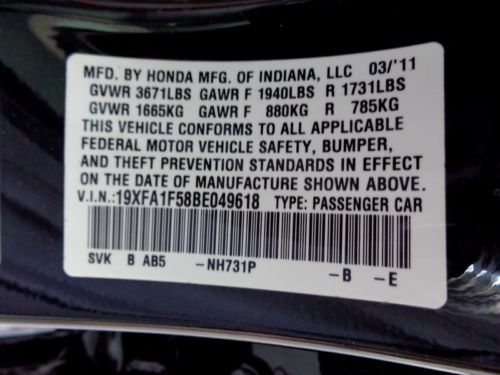 MFD. BY HONDA MFG. OF INDIANA, LLC 03/'11
GVWR 3671LBS GAWR F 1940LBS R 1731LBS
GVWR 1665KG GAWR F 880KG R 785KG
THIS VEHICLE CONFORMS TO ALL APPLICABLE
FEDERAL MOTOR VEHICLE SAFETY, BUMPER,
AND THEFT PREVENTION STANDARDS IN EFFECT
ON THE DATE OF MANUFACTURE SHOWN ABOVE.
V.I.N.:19XFA1F58BE049618 TYPE: PASSENGER CAR
SVK B AB5 -NH731P -B -E